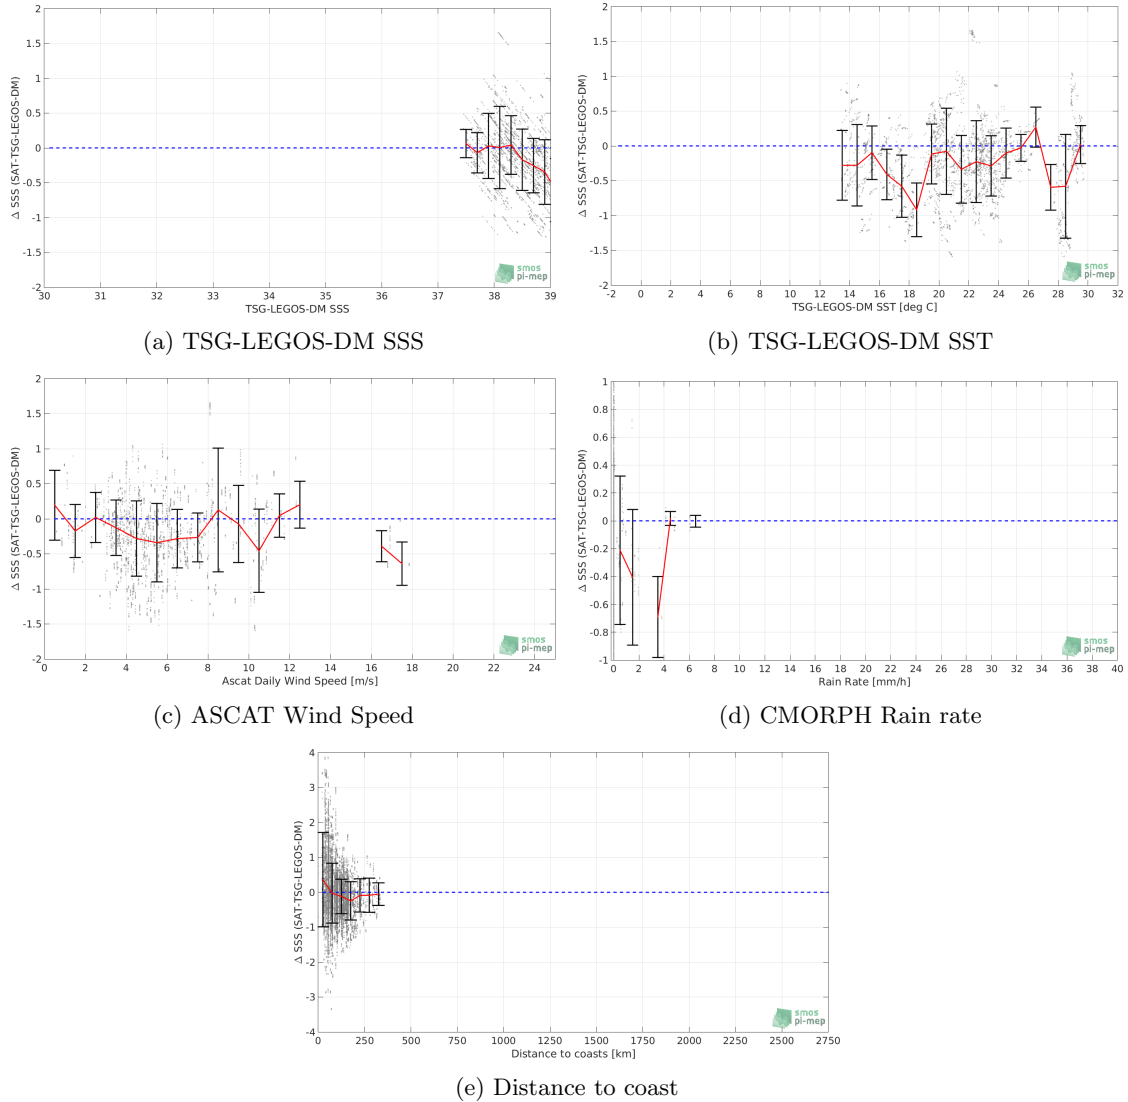 2
1.5
1
0.5
0
-0.5
-1
-1.5
-2
Δ SSS (SAT-TSG-LEGOS-DM)
30 31 32 33 34 35 36 37 38 39
TSG-LEGOS-DM SSS
smos
pi-mep
(a) TSG-LEGOS-DM SSS
2
1.5
1
0.5
0
-0.5
-1
-1.5
-2
Δ SSS (SAT-TSG-LEGOS-DM)
-2 0 2 4 6 8 10 12 14 16 18 20 22 24 26 28 30 32
TSG-LEGOS-DM SST [deg C]
smos
pi-mep
(b) TSG-LEGOS-DM SST
2
1.5
1
0.5
0
-0.5
-1
-1.5
-2
Δ SSS (SAT-TSG-LEGOS-DM)
0 2 4 6 8 10 12 14 16 18 20 22 24
Ascat Daily Wind Speed [m/s]
smos
pi-mep
(c) ASCAT Wind Speed
1
0.8
0.6
0.4
0.2
0
-0.2
-0.4
-0.6
-0.8
-1
Δ SSS (SAT-TSG-LEGOS-DM)
0 2 4 6 8 10 12 14 16 18 20 22 24 26 28 30 32 34 36 38 40
Rain Rate [mm/h]
smos
pi-mep
(d) CMORPH Rain rate
4
3
2
1
0
-1
-2
-3
-4
Δ SSS (SAT-TSG-LEGOS-DM)
0 250 500 750 1000 1250 1500 1750 2000 2250 2500 2750
Distance to coasts [km]
smos
pi-mep
(e) Distance to coast